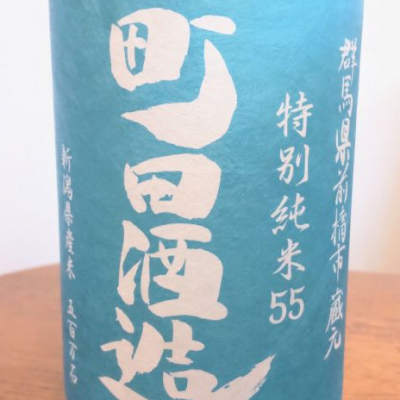 群馬県前橋市 蔵元
特別純米55
町田酒造
新潟県産米 五百万石